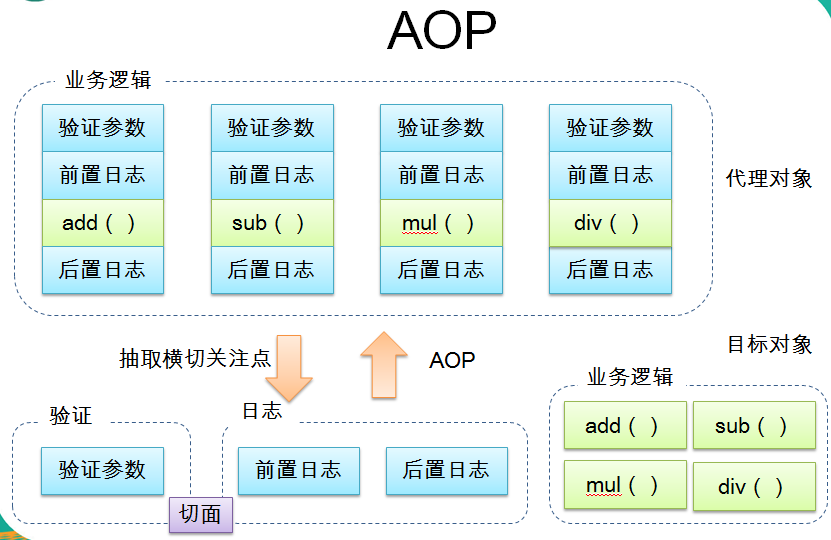 AOP
业务逻辑
验证参数 验证参数 验证参数 验证参数
前置日志 前置日志 前置日志 前置日志
add（ ） sub（ ） mul（ ） div（ ）
后置日志 后置日志 后置日志 后置日志
代理对象
抽取横切关注点
AOP
目标对象
验证
验证参数
日志
前置日志 后置日志
切面
业务逻辑
add（ ） sub（ ）
mul（ ） div（ ）